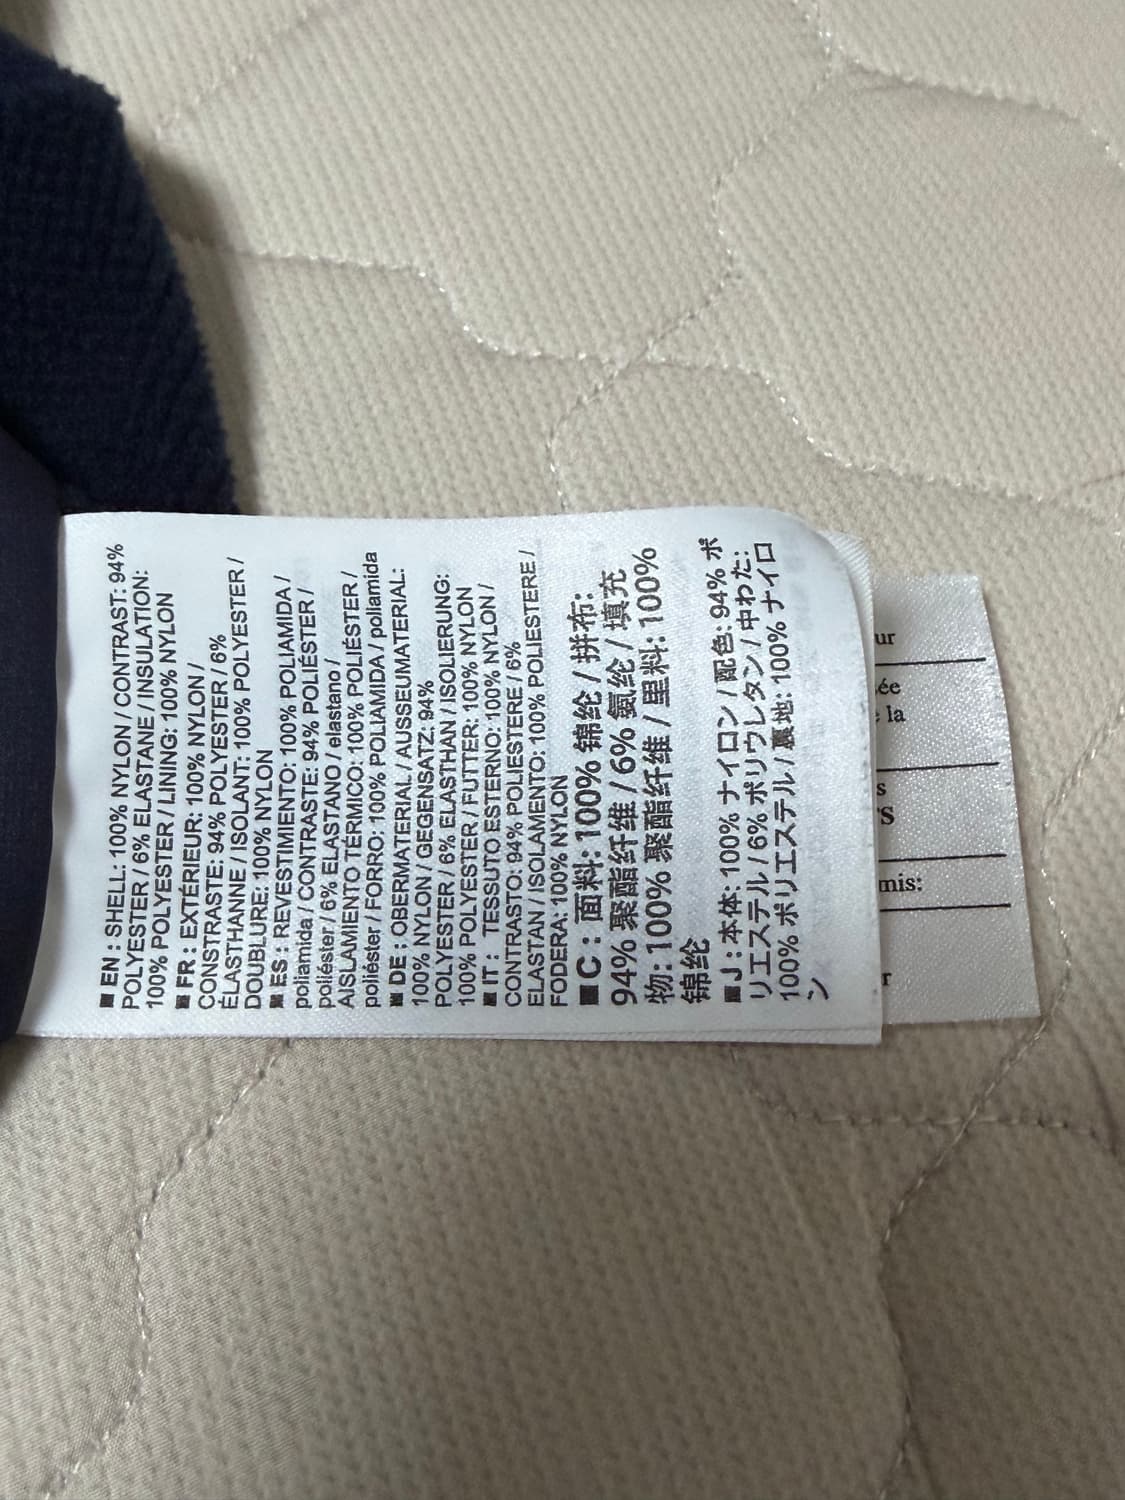 ■ EN : SHELL: 100% NYLON / CONTRAST: 94%
POLYESTER / 6% ELASTANE / INSULATION:
100% POLYESTER / LINING: 100% NYLON
■ FR : EXTÉRIEUR: 100% NYLON /
CONSTRASTE: 94% POLYESTER / 6%
ÉLASTHANNE / ISOLANT: 100% POLYESTER /
DOUBLURE: 100% NYLON
■ ES : REVESTIMIENTO: 100% POLIAMIDA /
poliamida / CONTRASTE: 94% POLIÉSTER /
poliéster / 6% ELASTANO / elastano /
AISLAMIENTO TÉRMICO: 100% POLIÉSTER /
poliéster / FORRO: 100% POLIAMIDA / poliamida
■ DE : OBERMATERIAL / AUSSEUMATERIAL:
100% NYLON / GEGENSATZ: 94%
POLYESTER / 6% ELASTHAN / ISOLIERUNG:
100% POLYESTER / FUTTER: 100% NYLON
■ IT : TESSUTO ESTERNO: 100% NYLON /
CONTRASTO: 94% POLIESTERE / 6%
ELASTAN / ISOLAMENTO: 100% POLIESTERE /
FODERA: 100% NYLON
■ C : 面料: 100% 锦纶 / 拼布:
94% 聚酯纤维 / 6% 氨纶 / 填充
物: 100% 聚酯纤维 / 里料: 100%
锦纶
■ J : 本体: 100% ナイロン / 配色: 94% ポ
リエステル / 6% ポリウレタン / 中わた:
100% ポリエステル / 裏地: 100% ナイロ
ン
ur
ée
la
s
mis:
r